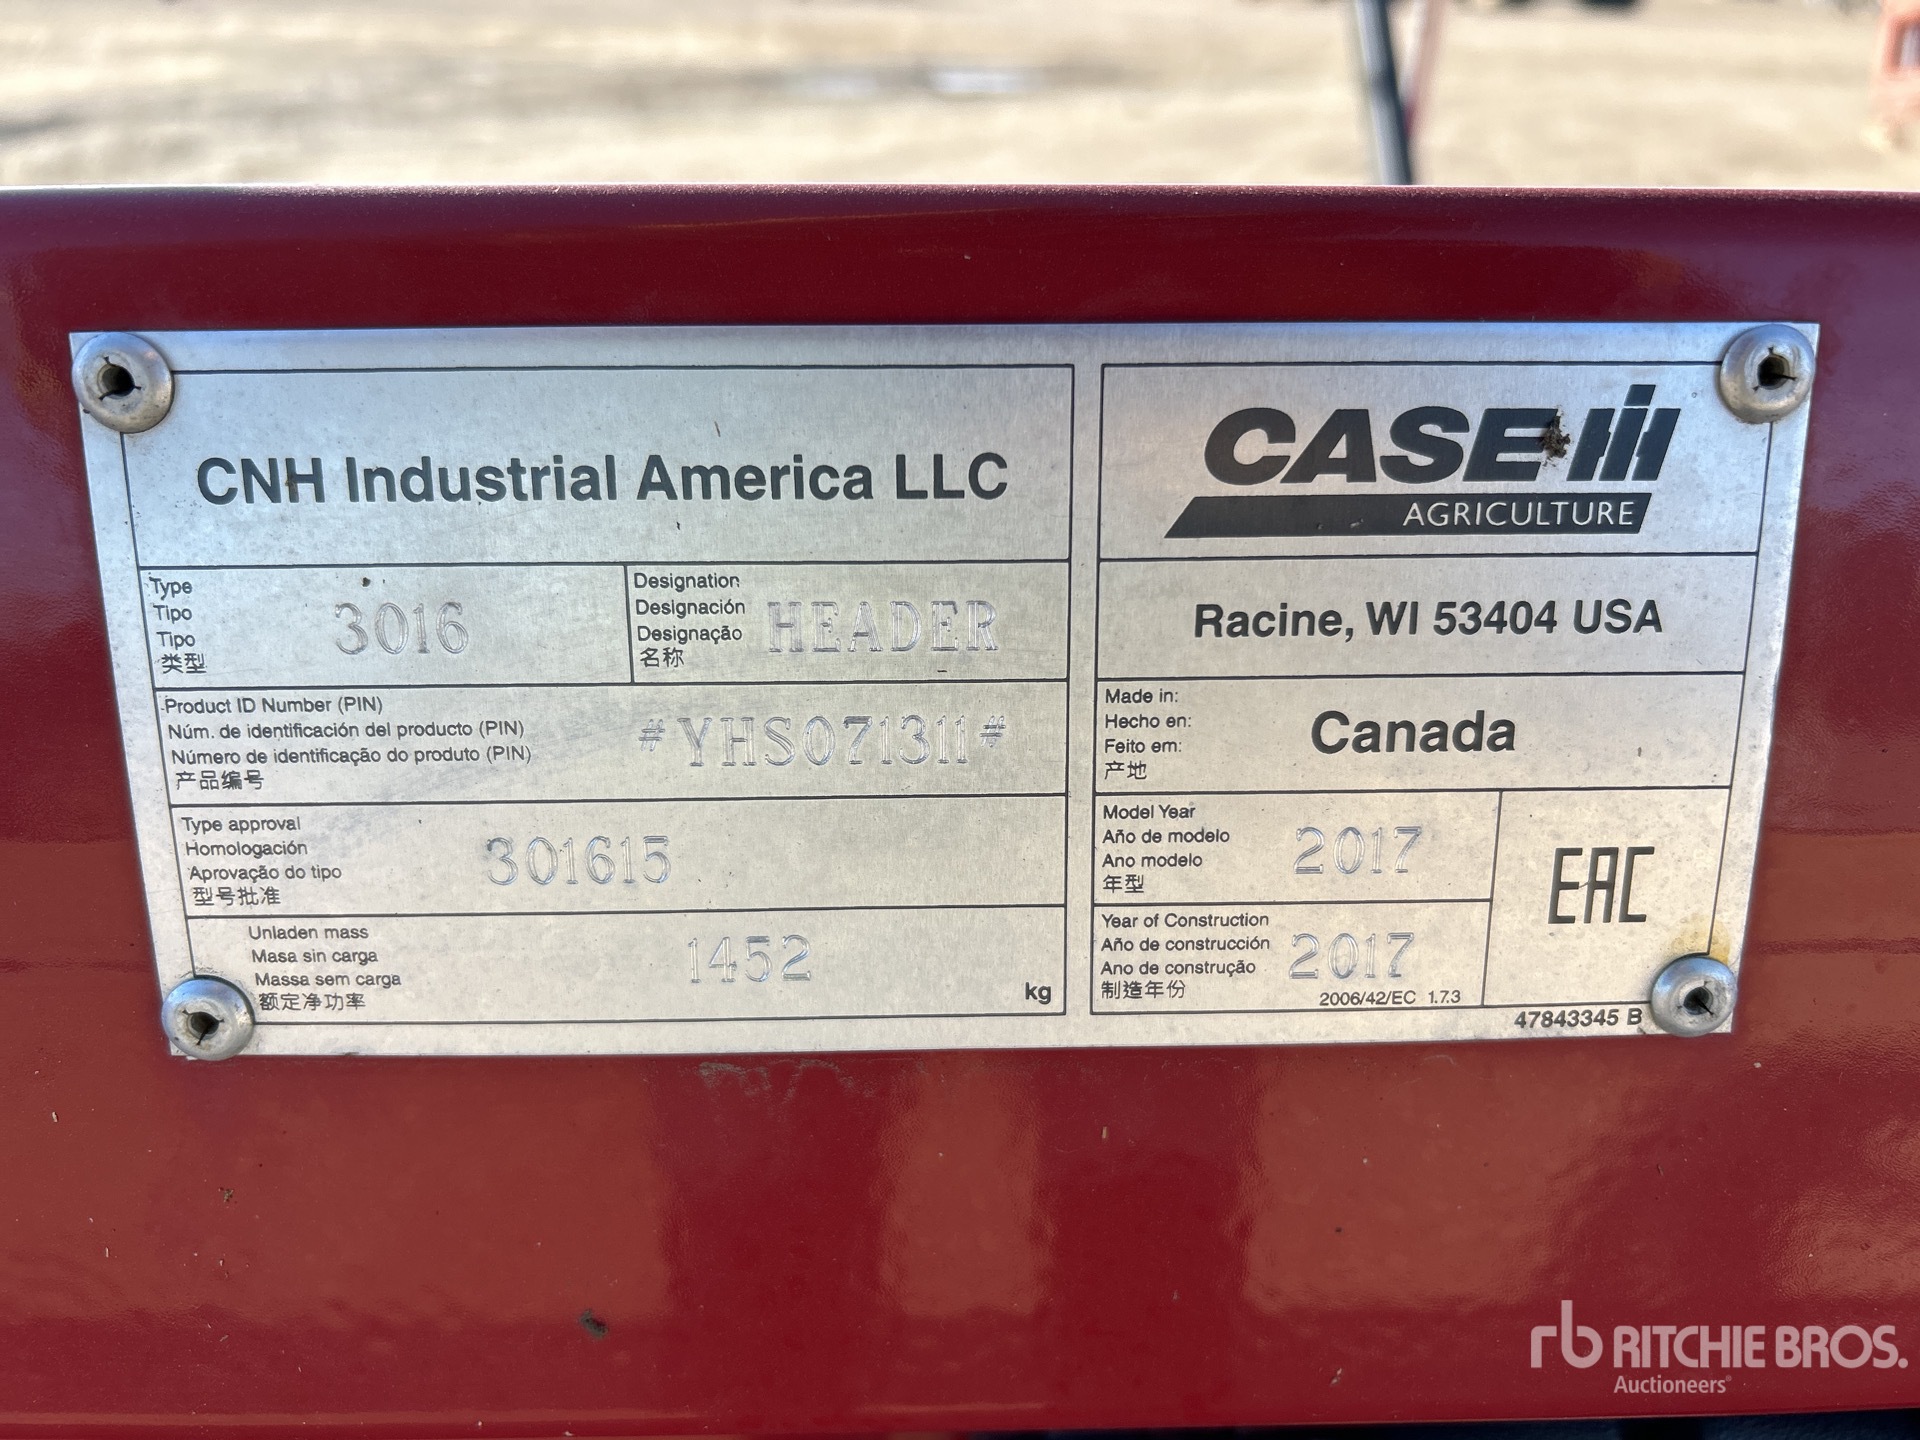 CNH Industrial America LLC
Type
Tipo
Tipo
类型
3016
Designation
Designación
Designação
名称
HEADER
Product ID Number (PIN)
Núm. de identificación del producto (PIN)
Número de identificação do produto (PIN)
产品编号
#YHS071311#
Type approval
Homologación
Aprovação do tipo
型号批准
301615
Unladen mass
Masa sin carga
Massa sem carga
额定净功率
1452
kg
CASE IH
AGRICULTURE
Racine, WI 53404 USA
Made in:
Hecho en:
Feito em:
产地
Canada
Model Year
Año de modelo
Ano modelo
年型
2017
Year of Construction
Año de construcción
Ano de construção
制造年份
2017
2006/42/EC 1.7.3
EAC
47843345 B
rb RITCHIE BROS.
Auctioneers